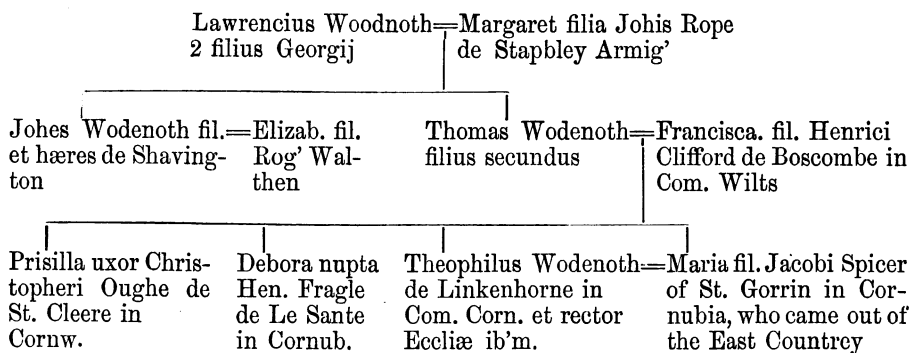 Lawrencius Woodnoth=Margaret filia Johis Rope
2 filius Georgij
de Stapbley Armig'
Johes Wodenoth fil.=Elizab. fil.
et hæres de Shaving- Rog' Wal-
ton then
Thomas Wodenoth=Francisca. fil. Henrici
filius secundus Clifford de Boscombe in
Com. Wilts
Prisilla uxor Chris-
topheri Oughe de
St. Cleere in
Cornw.
Debora nupta
Hen. Fragle
de Le Sante
in Cornub.
Theophilus Wodenoth=Maria fil. Jacobi Spicer
de Linkenhorne in of St. Gorrin in Cor-
Com. Corn. et rector nubia, who came out of
Eccliæ ib'm. the East Countrey